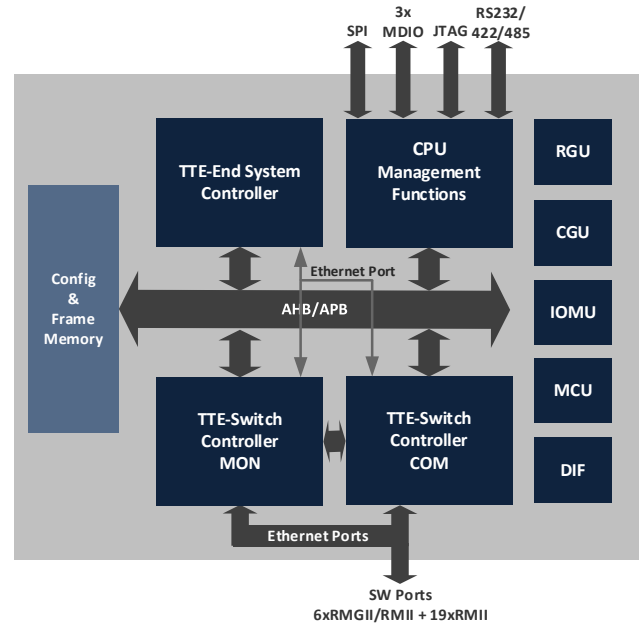 SPI
3x
MDIO
JTAG
RS232/
422/485
TTE-End System
Controller
CPU
Management
Functions
RGU
CGU
IOMU
MCU
DIF
Config
&
Frame
Memory
Ethernet Port
AHB/APB
TTE-Switch
Controller
MON
TTE-Switch
Controller
COM
Ethernet Ports
SW Ports
6xRMGII/RMII + 19xRMII